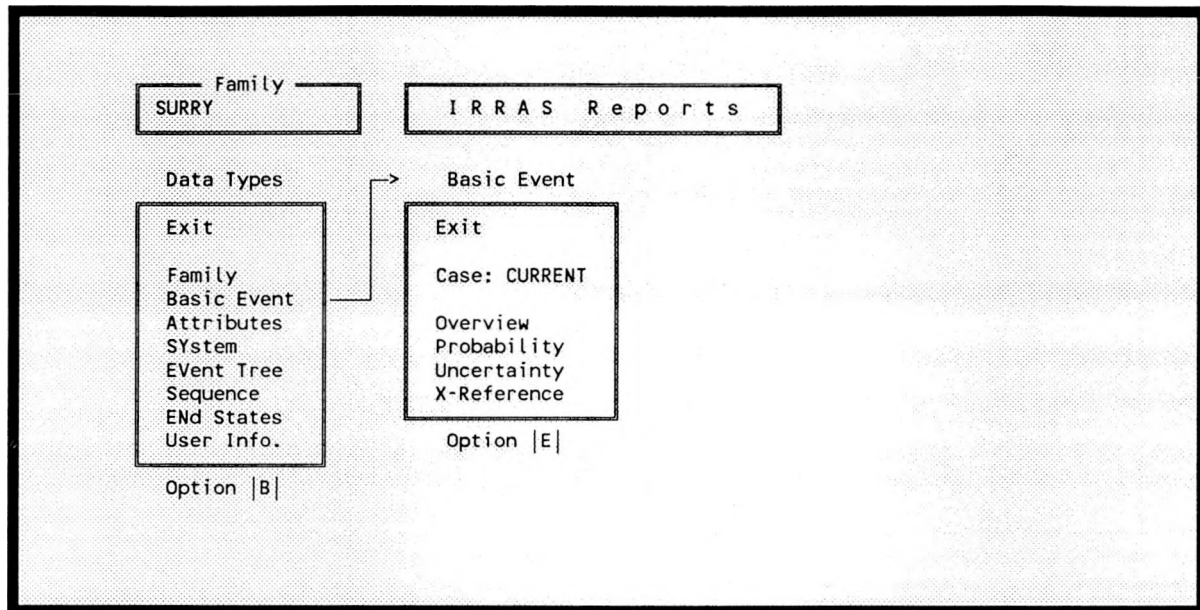 Family
SURRY
IRRAS Reports
Data Types
Exit
Family
Basic Event
Attributes
SYstem
EVent Tree
Sequence
ENd States
User Info.
Option |B|
Basic Event
Exit
Case: CURRENT
Overview
Probability
Uncertainty
X-Reference
Option |E|